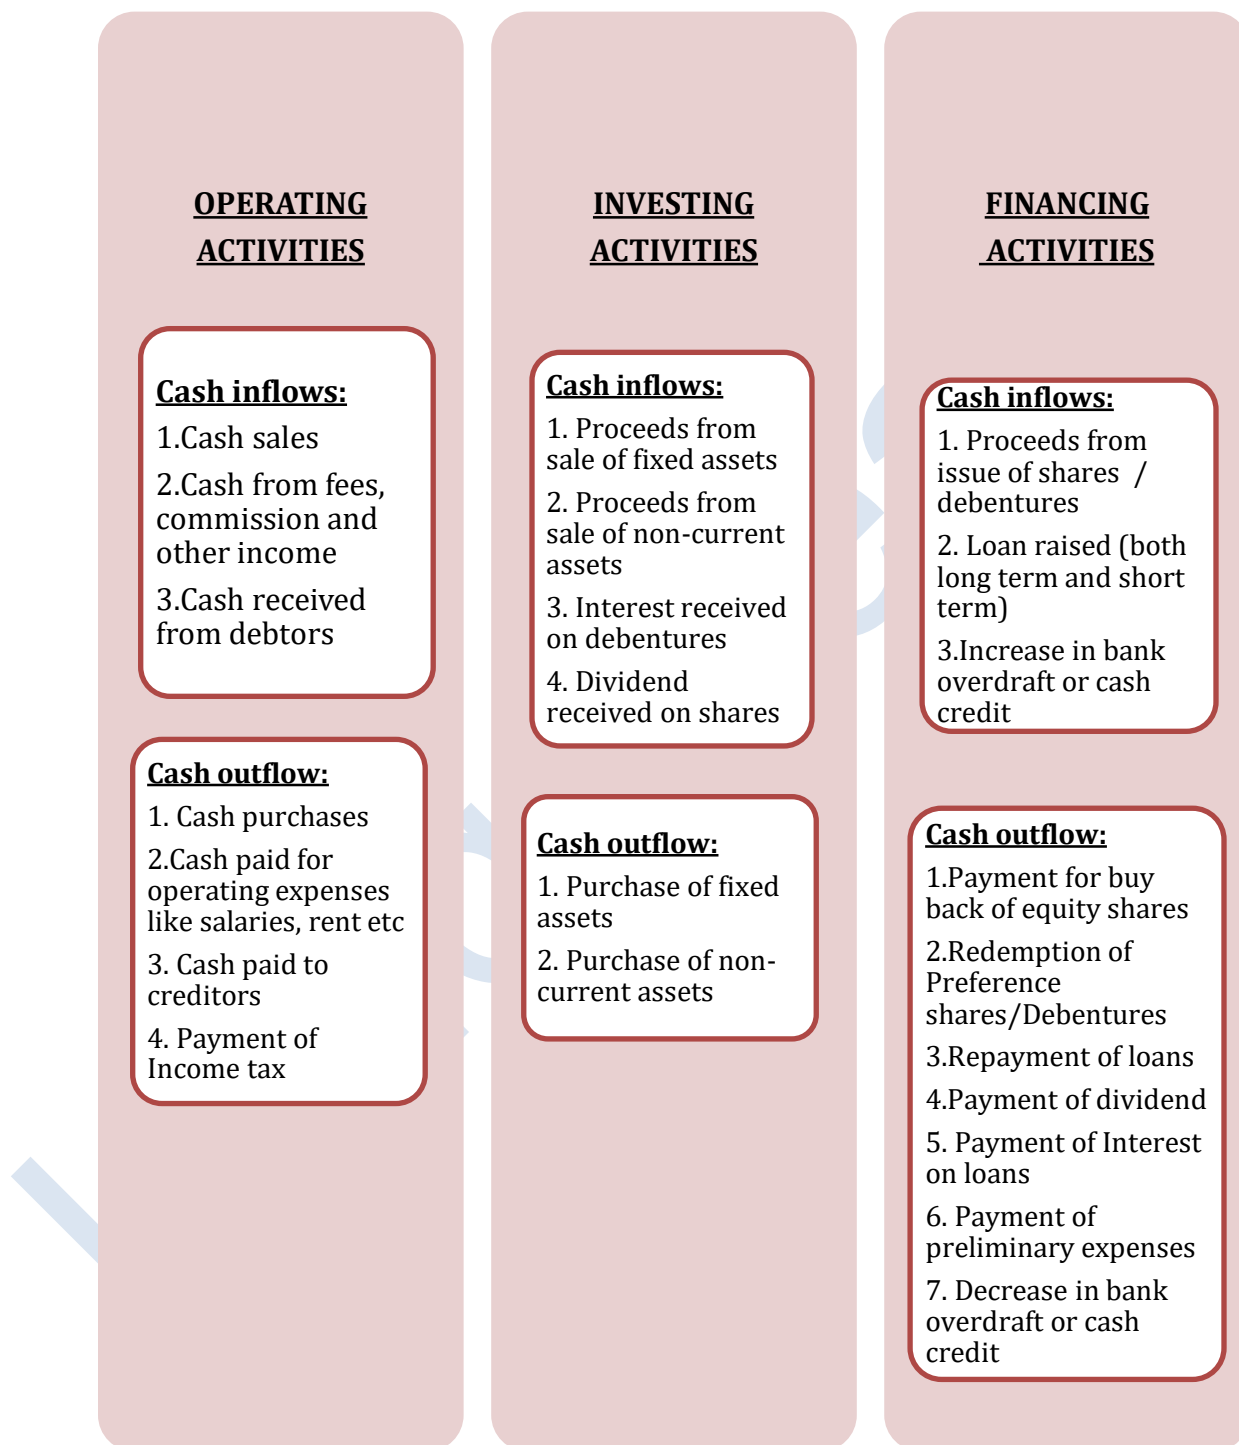 OPERATING
ACTIVITIES
Cash inflows:
1.Cash sales
2.Cash from fees,
commission and
other income
3.Cash received
from debtors
Cash outflow:
1. Cash purchases
2.Cash paid for
operating expenses
like salaries, rent etc
3. Cash paid to
creditors
4. Payment of
Income tax
INVESTING
ACTIVITIES
Cash inflows:
1. Proceeds from
sale of fixed assets
2. Proceeds from
sale of non-current
assets
3. Interest received
on debentures
4. Dividend
received on shares
Cash outflow:
1. Purchase of fixed
assets
2. Purchase of non-
current assets
FINANCING
ACTIVITIES
Cash inflows:
1. Proceeds from
issue of shares /
debentures
2. Loan raised (both
long term and short
term)
3.Increase in bank
overdraft or cash
credit
Cash outflow:
1.Payment for buy
back of equity shares
2.Redemption of
Preference
shares/Debentures
3.Repayment of loans
4.Payment of dividend
5. Payment of Interest
on loans
6. Payment of
preliminary expenses
7. Decrease in bank
overdraft or cash
credit